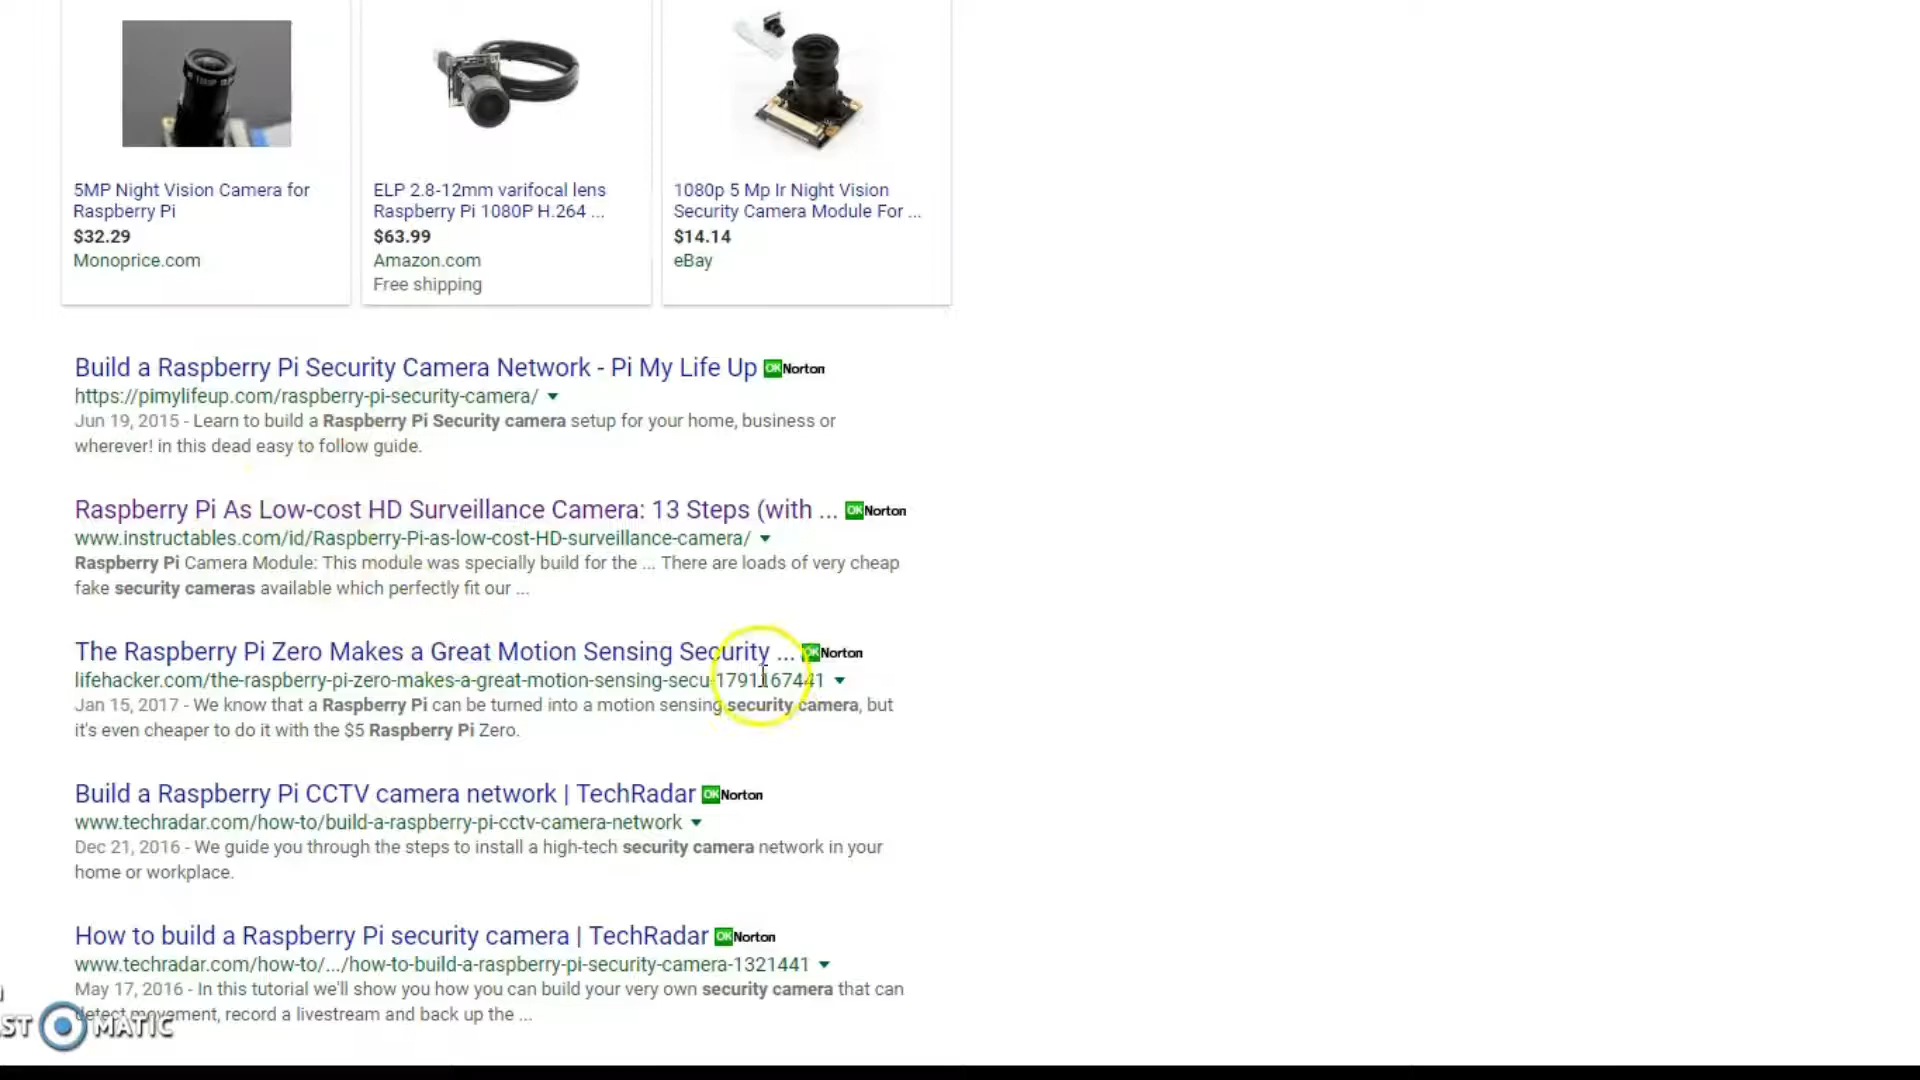 5MP Night Vision Camera for
Raspberry Pi
$32.29
Monoprice.com
ELP 2.8-12mm varifocal lens
Raspberry Pi 1080P H.264 ...
$63.99
Amazon.com
Free shipping
1080p 5 Mp Ir Night Vision
Security Camera Module For ...
$14.14
eBay
Build a Raspberry Pi Security Camera Network - Pi My Life Up OK Norton
https://pimylifeup.com/raspberry-pi-security-camera/
Jun 19, 2015 - Learn to build a Raspberry Pi Security camera setup for your home, business or
wherever! in this dead easy to follow guide.
Raspberry Pi As Low-cost HD Surveillance Camera: 13 Steps (with ... OK Norton
www.instructables.com/id/Raspberry-Pi-as-low-cost-HD-surveillance-camera/
Raspberry Pi Camera Module: This module was specially build for the ... There are loads of very cheap
fake security cameras available which perfectly fit our ...
The Raspberry Pi Zero Makes a Great Motion Sensing Security ... OK Norton
lifehacker.com/the-raspberry-pi-zero-makes-a-great-motion-sensing-secu-1791167441
Jan 15, 2017 - We know that a Raspberry Pi can be turned into a motion sensing security camera, but
it's even cheaper to do it with the $5 Raspberry Pi Zero.
Build a Raspberry Pi CCTV camera network | TechRadar OK Norton
www.techradar.com/how-to/build-a-raspberry-pi-cctv-camera-network
Dec 21, 2016 - We guide you through the steps to install a high-tech security camera network in your
home or workplace.
How to build a Raspberry Pi security camera | TechRadar OK Norton
www.techradar.com/how-to/.../how-to-build-a-raspberry-pi-security-camera-1321441
May 17, 2016 - In this tutorial we'll show you how you can build your very own security camera that can
detect movement, record a livestream and back up the ...
ST MATIC